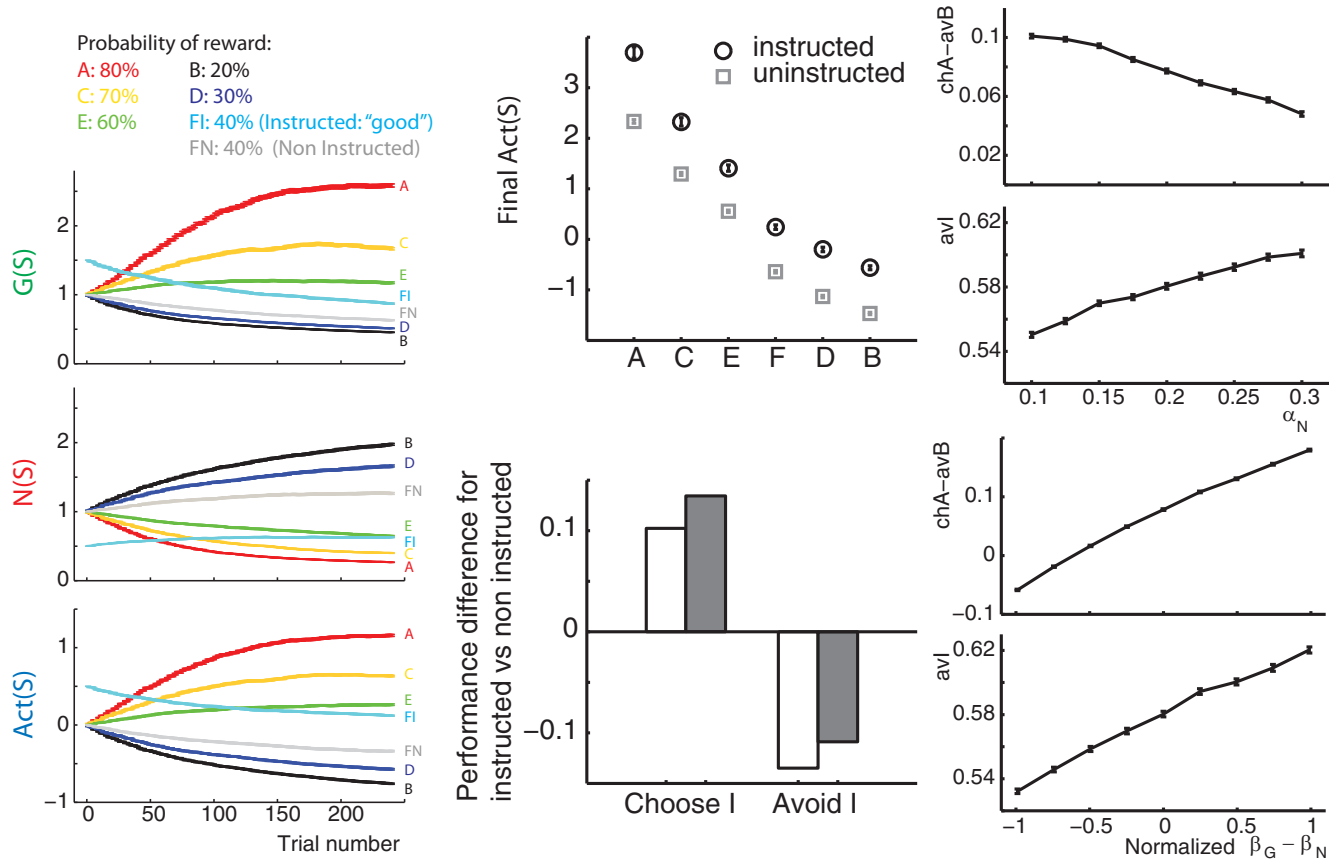 Probability of reward:
A: 80%
B: 20%
C: 70%
D: 30%
E: 60%
FI: 40% (Instructed: “good”)
FN: 40% (Non Instructed)
G(S)
2
1
0
A
C
E
FI
FN
D
B
N(S)
2
1
0
B
D
FN
E
FI
C
A
Act(S)
1
0
−1
A
C
E
FI
FN
D
B
0 50 100 150 200
Trial number
Final Act(S)
3
2
1
0
−1
instructed
uninstructed
A C E F D B
Performance difference for
instructed vs non instructed
0.1
0
−0.1
Choose I Avoid I
chA−avB
0.1
0.06
0.02
avI
0.62
0.58
0.54
0.1 0.15 0.2 0.25 0.3
αN
chA−avB
0.1
0
−0.1
avI
0.62
0.58
0.54
−1 −0.5 0 0.5 1
Normalized βG − βN